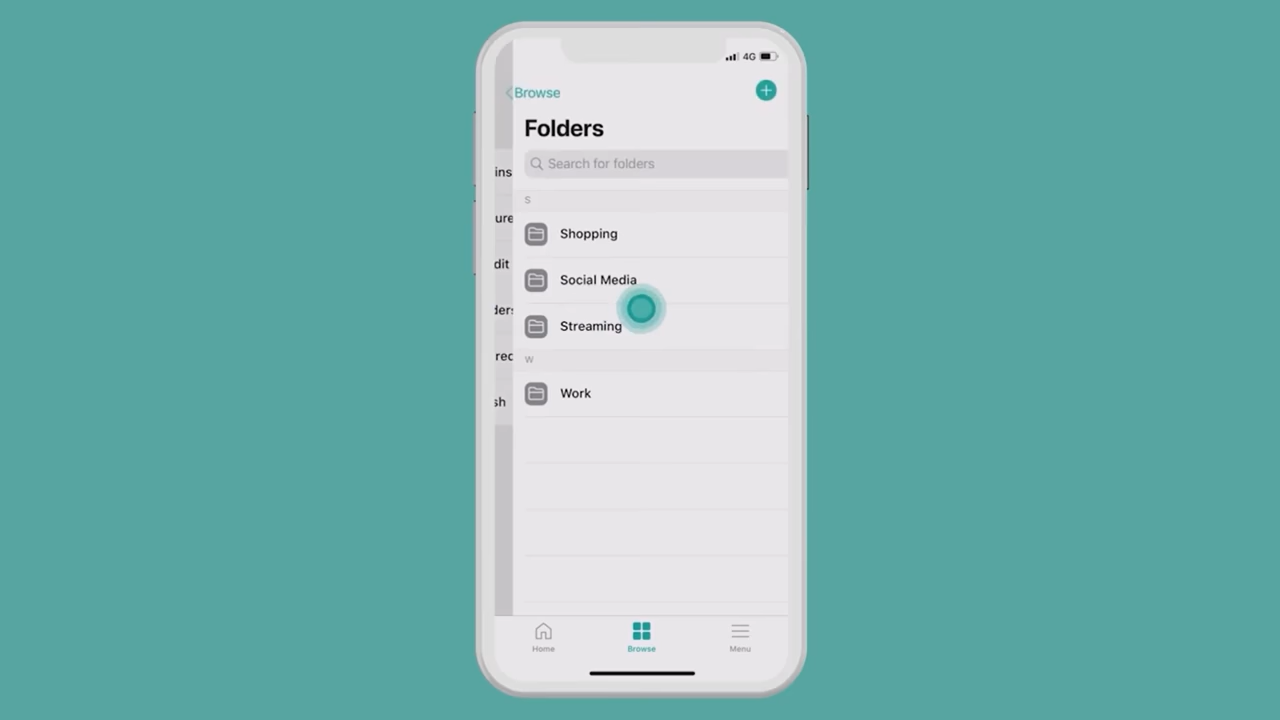 4G
Browse
Folders
Search for folders
ins
S
ure
Shopping
dit
Social Media
ders
Streaming
red
W
Work
sh
Home
Browse
Menu